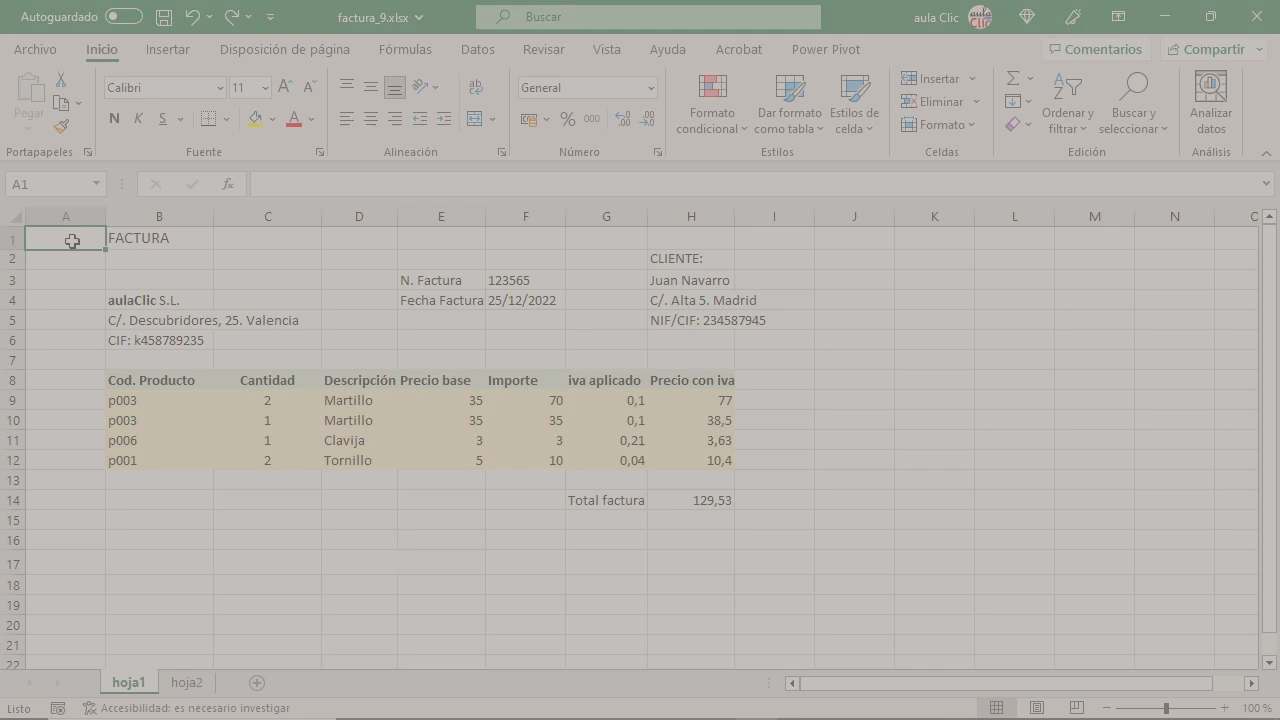 Autoguardado factura_9.xlsx Buscar aula Clic aula Clic
Archivo Inicio Insertar Disposición de página Fórmulas Datos Revisar Vista Ayuda Acrobat Power Pivot Comentarios Compartir
Pegar Calibri 11 A A General Insertar Σ
N K S A ab % 000 Eliminar
Formato condicional Dar formato como tabla Estilos de celda Formato Ordenar y filtrar Buscar y seleccionar Analizar datos
Portapapeles Fuente Alineación Número Estilos Celdas Edición Análisis
A1 fx
A B C D E F G H I J K L M N O
1 FACTURA
2 CLIENTE:
3 N. Factura 123565 Juan Navarro
4 aulaClic S.L. Fecha Factura 25/12/2022 C/. Alta 5. Madrid
5 C/. Descubridores, 25. Valencia NIF/CIF: 234587945
6 CIF: k458789235
7
8 Cod. Producto Cantidad Descripción Precio base Importe iva aplicado Precio con iva
9 p003 2 Martillo 35 70 0,1 77
10 p003 1 Martillo 35 35 0,1 38,5
11 p006 1 Clavija 3 3 0,21 3,63
12 p001 2 Tornillo 5 10 0,04 10,4
13
14 Total factura 129,53
15
16
17
18
19
20
21
22
hoja1 hoja2
Listo Accesibilidad: es necesario investigar 100 %